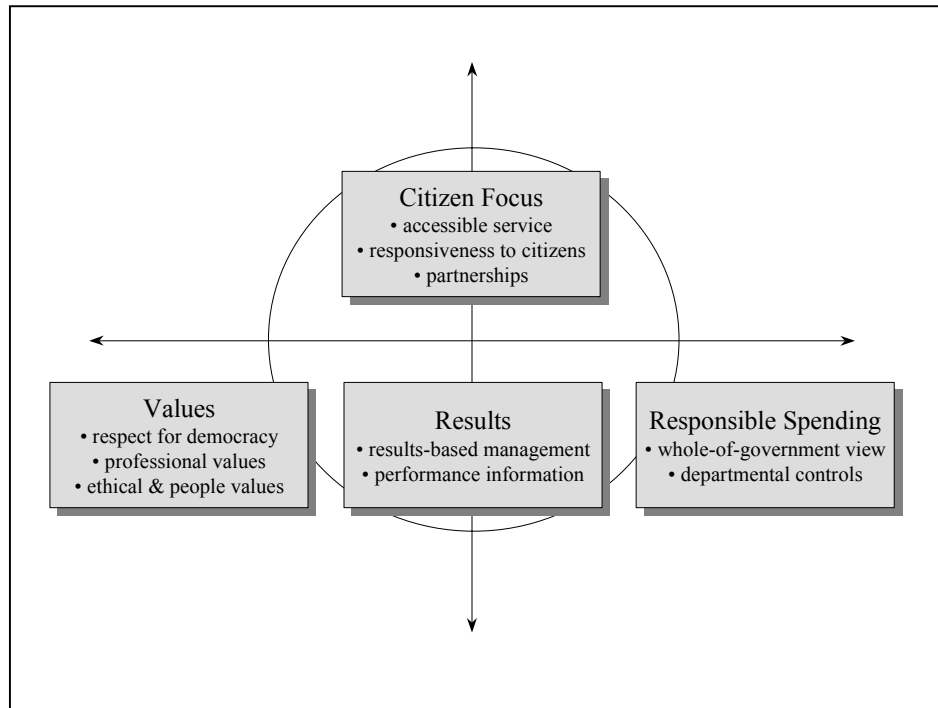 Citizen Focus
• accessible service
• responsiveness to citizens
• partnerships
Values
• respect for democracy
• professional values
• ethical & people values
Results
• results-based management
• performance information
Responsible Spending
• whole-of-government view
• departmental controls